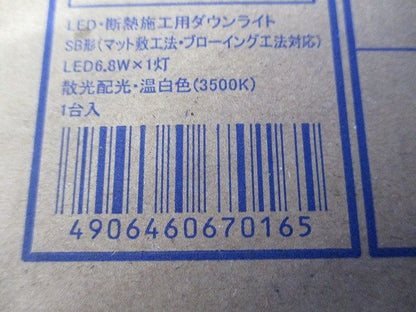 LED・断熱施工用ダウンライト
SB形(マット敷工法・ブローイング工法対応)
LED6.8W×1灯
散光配光・温白色(3500K)
1台入
4906460670165